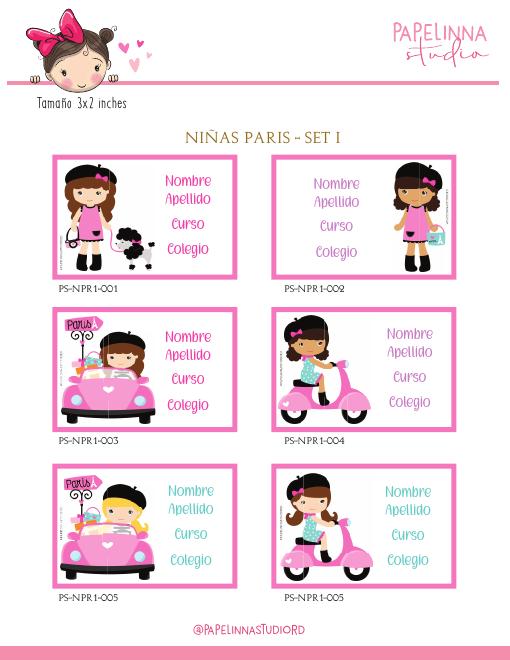 PAPELINNA
studio
Tamaño 3x2 inches
NIÑAS PARIS - SET I
Nombre
Apellido
Curso
Colegio
PS-NPR1-001
Nombre
Apellido
Curso
Colegio
PS-NPR1-002
Paris
Nombre
Apellido
Curso
Colegio
PS-NPR1-003
Nombre
Apellido
Curso
Colegio
PS-NPR1-004
Paris
Nombre
Apellido
Curso
Colegio
PS-NPR1-005
Nombre
Apellido
Curso
Colegio
PS-NPR1-005
@PAPELINNASTUDIORD